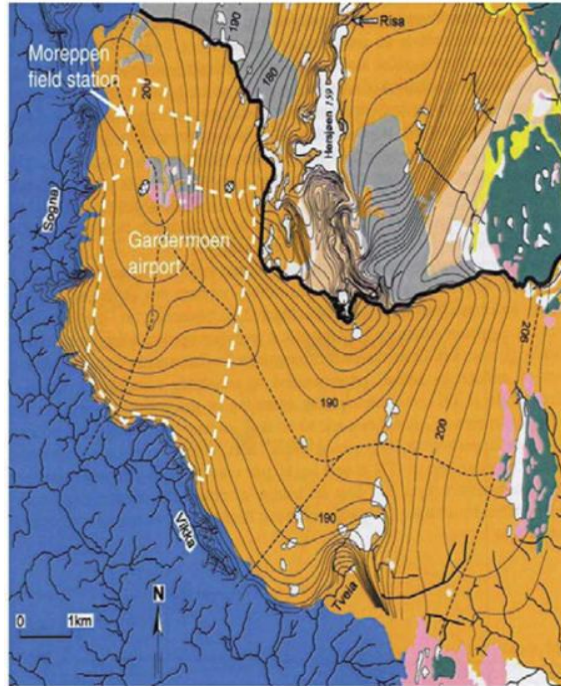 190
Risa
Moreppen
field station
200
180
Hersjøen 159
Sogna
Gardermoen
airport
206
190
200
190
Vikka
Tveia
N
0 1km